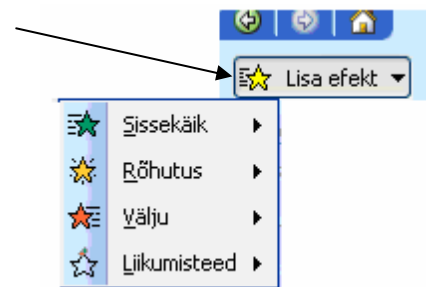 Lisa efekt
Sissekäik
Rõhutus
Välju
Liikumisteed